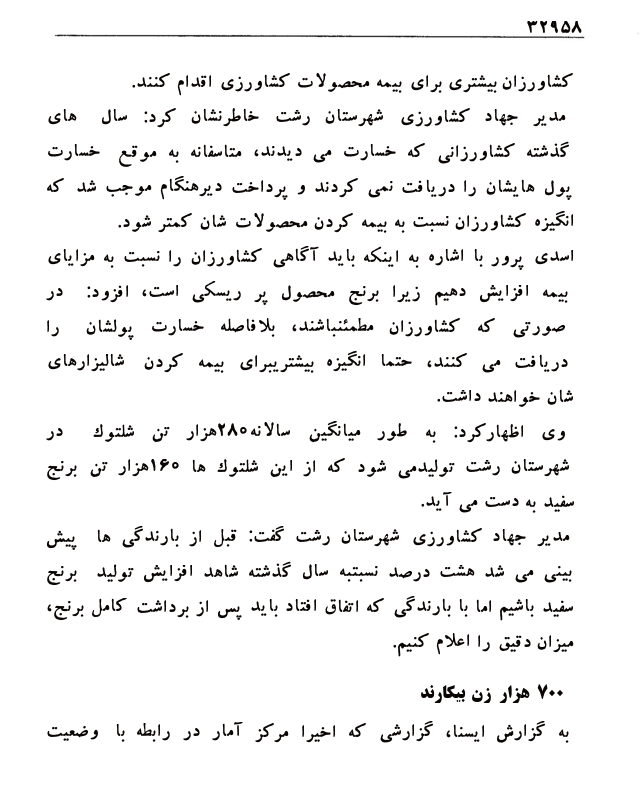 ۳۲۹۵۸
کشاورزان بیشتری برای بیمه محصولات کشاورزی اقدام کنند.
مدیر جهاد کشاورزی شهرستان رشت خاطرنشان کرد: سال های
گذشته کشاورزانی که خسارت می دیدند، متاسفانه به موقع خسارت
پول هایشان را دریافت نمی کردند و پرداخت دیرهنگام موجب شد که
انگیزه کشاورزان نسبت به بیمه کردن محصولات شان کمتر شود.
اسدی پرور با اشاره به اینکه باید آگاهی کشاورزان را نسبت به مزایای
بیمه افزایش دهیم زیرا برنج محصول پر ریسکی است، افزود: در
صورتی که کشاورزان مطمئنباشند، بلافاصله خسارت پولشان را
دریافت می کنند، حتما انگیزه بیشتریبرای بیمه کردن شالیزارهای
شان خواهند داشت.
وی اظهارکرد: به طور میانگین سالانه۲۸۰هزار تن شلتوك در
شهرستان رشت تولیدمی شود که از این شلتوك ها ۱۶۰هزار تن برنج
سفید به دست می آید.
مدیر جهاد کشاورزی شهرستان رشت گفت: قبل از بارندگی ها پیش
بینی می شد هشت درصد نسبتبه سال گذشته شاهد افزایش تولید برنج
سفید باشیم اما با بارندگی که اتفاق افتاد باید پس از برداشت کامل برنج،
میزان دقیق را اعلام کنیم.
۷۰۰ هزار زن بیکارند
به گزارش ایسنا، گزارشی که اخیرا مرکز آمار در رابطه با وضعیت